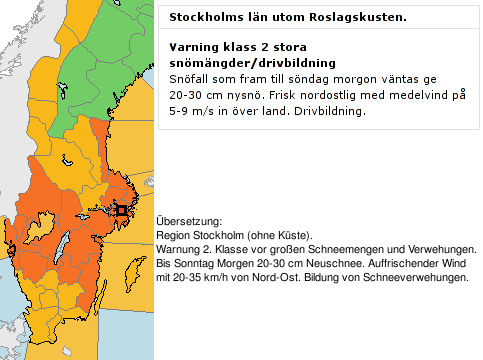 Stockholms län utom Roslagskusten.
Varning klass 2 stora
snömängder/drivbildning
Snöfall som fram till söndag morgon väntas ge
20-30 cm nysnö. Frisk nordostlig med medelvind på
5-9 m/s in över land. Drivbildning.
Übersetzung:
Region Stockholm (ohne Küste).
Warnung 2. Klasse vor großen Schneemengen und Verwehungen.
Bis Sonntag Morgen 20-30 cm Neuschnee. Auffrischender Wind
mit 20-35 km/h von Nord-Ost. Bildung von Schneeverwehungen.